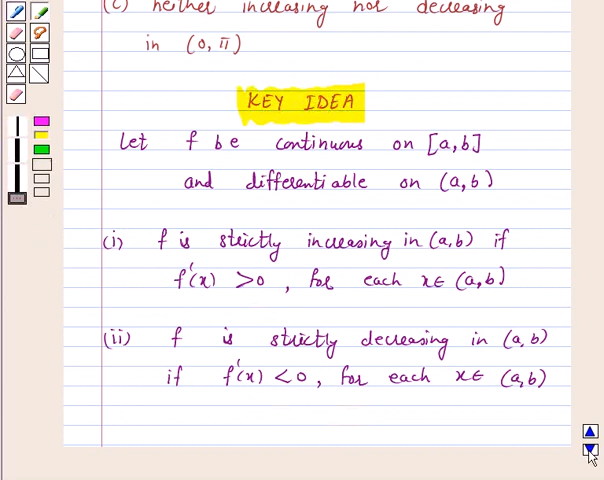 (c) neither increasing nor decreasing
in (0, π)
KEY IDEA
Let f be continuous on [a,b]
and differentiable on (a,b)
(i) f is strictly increasing in (a,b) if
f'(x) >0, for each x∈ (a,b)
(ii) f is strictly decreasing in (a,b)
if f'(x) <0, for each x∈ (a,b)